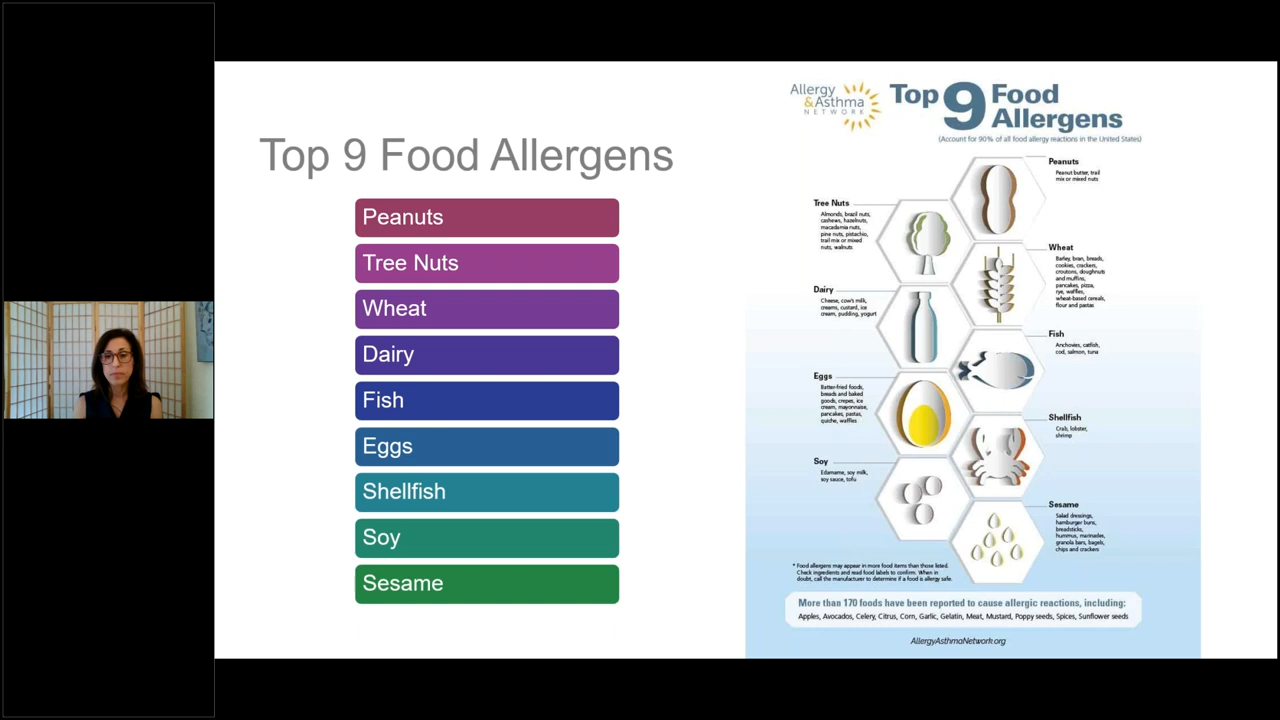 Top 9 Food Allergens
Peanuts
Tree Nuts
Wheat
Dairy
Fish
Eggs
Shellfish
Soy
Sesame
Allergy
&Asthma
NETWORK
Top 9 Food
Allergens
(Account for 90% of all food allergy reactions in the United States)
Peanuts
Peanut butter, trail
mix or mixed nuts
Tree Nuts
Almonds, brazil nuts,
cashews, hazelnuts,
macadamia nuts,
pine nuts, pistachio,
trail mix or mixed
nuts, walnuts
Wheat
Barley, bran, breads,
cookies, crackers,
croutons, doughnuts
and muffins,
pancakes, pizza,
rye, waffles,
wheat-based cereals,
flour and pastas
Dairy
Cheese, cow's milk,
creams, custard, ice
cream, pudding, yogurt
Fish
Anchovies, catfish,
cod, salmon, tuna
Eggs
Batter-fried foods,
breads and baked
goods, crepes, ice
cream, mayonnaise,
pancakes, pastas,
quiche, waffles
Shellfish
Crab, lobster,
shrimp
Soy
Edamame, soy milk,
soy sauce, tofu
Sesame
Salad dressings,
hamburger buns,
breadsticks,
hummus, marinades,
granola bars, bagels,
chips and crackers
* Food allergens may appear in more food items than those listed.
Check ingredients and read food labels to confirm. When in
doubt, call the manufacturer to determine if a food is allergy safe.
More than 170 foods have been reported to cause allergic reactions, including:
Apples, Avocados, Celery, Citrus, Corn, Garlic, Gelatin, Meat, Mustard, Poppy seeds, Spices, Sunflower seeds
AllergyAsthmaNetwork.org